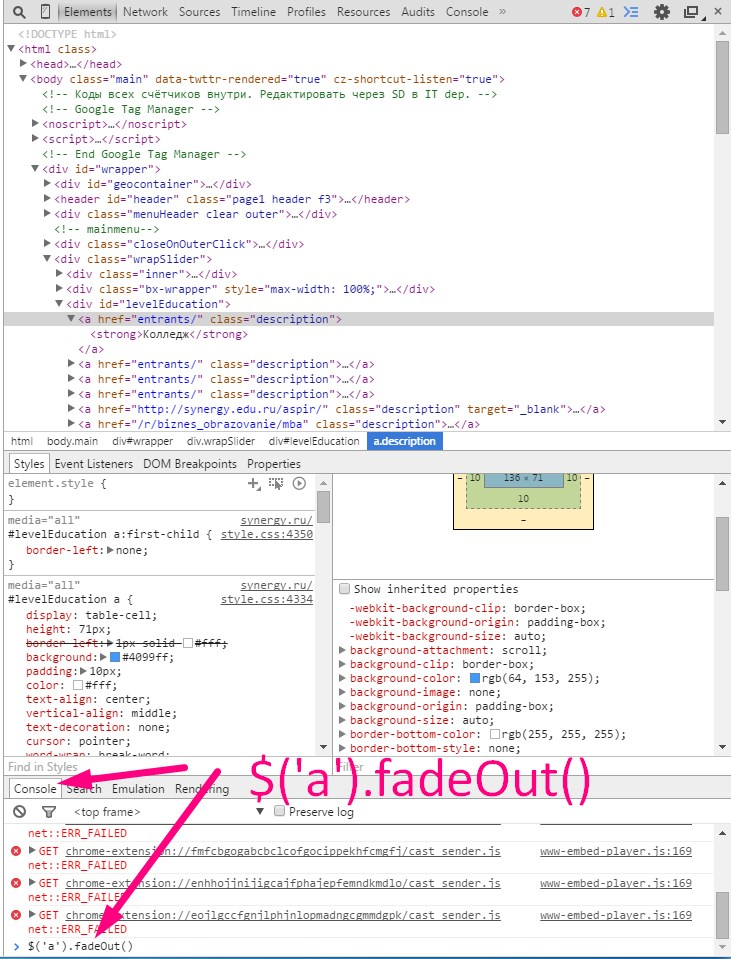 Elements Network Sources Timeline Profiles Resources Audits Console » 7 1
<!DOCTYPE html>
<html class>
<head>…</head>
<body class="main" data-twttr-rendered="true" cz-shortcut-listen="true">
<!-- Коды всех счётчиков внутри. Редактировать через SD в IT dep. -->
<!-- Google Tag Manager -->
<noscript>…</noscript>
<script>…</script>
<!-- End Google Tag Manager -->
<div id="wrapper">
<div id="geocontainer">…</div>
<header id="header" class="page1 header f3">…</header>
<div class="menuHeader clear outer">…</div>
<!-- mainmenu-->
<div class="closeOnOuterClick">…</div>
<div class="wrapSlider">
<div class="inner">…</div>
<div class="bx-wrapper" style="max-width: 100%;">…</div>
<div id="levelEducation">
<a href="entrants/" class="description">
<strong>Колледж</strong>
</a>
<a href="entrants/" class="description">…</a>
<a href="entrants/" class="description">…</a>
<a href="entrants/" class="description">…</a>
<a href="http://synergy.edu.ru/aspir/" class="description" target="_blank">…</a>
<a href="/r/biznes_obrazovanie/mba" class="description">…</a>
html body.main div#wrapper div.wrapSlider div#levelEducation a.description
Styles Event Listeners DOM Breakpoints Properties
element.style {
}
media="all" synergy.ru/
#levelEducation a:first-child { style.css:4350
border-left: none;
}
media="all" synergy.ru/
#levelEducation a { style.css:4334
display: table-cell;
height: 71px;
border-left: 1px solid #fff;
background: #4099ff;
padding: 10px;
color: #fff;
text-align: center;
vertical-align: middle;
text-decoration: none;
cursor: pointer;
word-wrap: break-word;
Find in Styles
– 10 136 × 71 10 –
10
–
Show inherited properties
-webkit-background-clip: border-box;
-webkit-background-origin: padding-box;
-webkit-background-size: auto;
background-attachment: scroll;
background-clip: border-box;
background-color: rgb(64, 153, 255);
background-image: none;
background-origin: padding-box;
background-size: auto;
border-bottom-color: rgb(255, 255, 255);
border-bottom-style: none;
Filter
$('a').fadeOut()
Console Search Emulation Rendering
<top frame> Preserve log
net::ERR_FAILED
GET chrome-extension://fmfcbgogabcbclcofgocippekhfcmgfj/cast_sender.js www-embed-player.js:169
net::ERR_FAILED
GET chrome-extension://enhhojjnijigcajfphajepfemndkmdlo/cast_sender.js www-embed-player.js:169
net::ERR_FAILED
GET chrome-extension://eojlgccfgnjlphjnlopmadngcgmmdgpk/cast_sender.js www-embed-player.js:169
net::ERR_FAILED
> $('a').fadeOut()